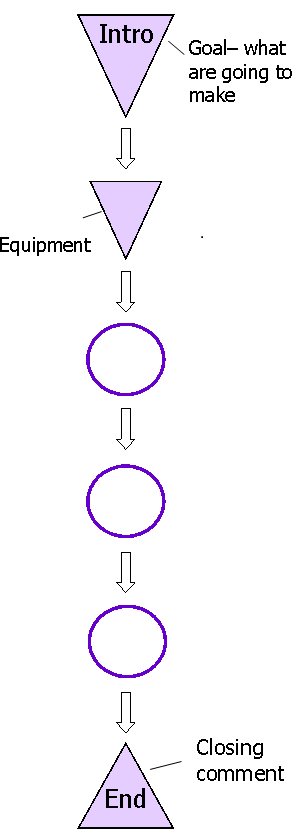 Intro
Goal– what
are going to
make
Equipment
Closing
comment
End